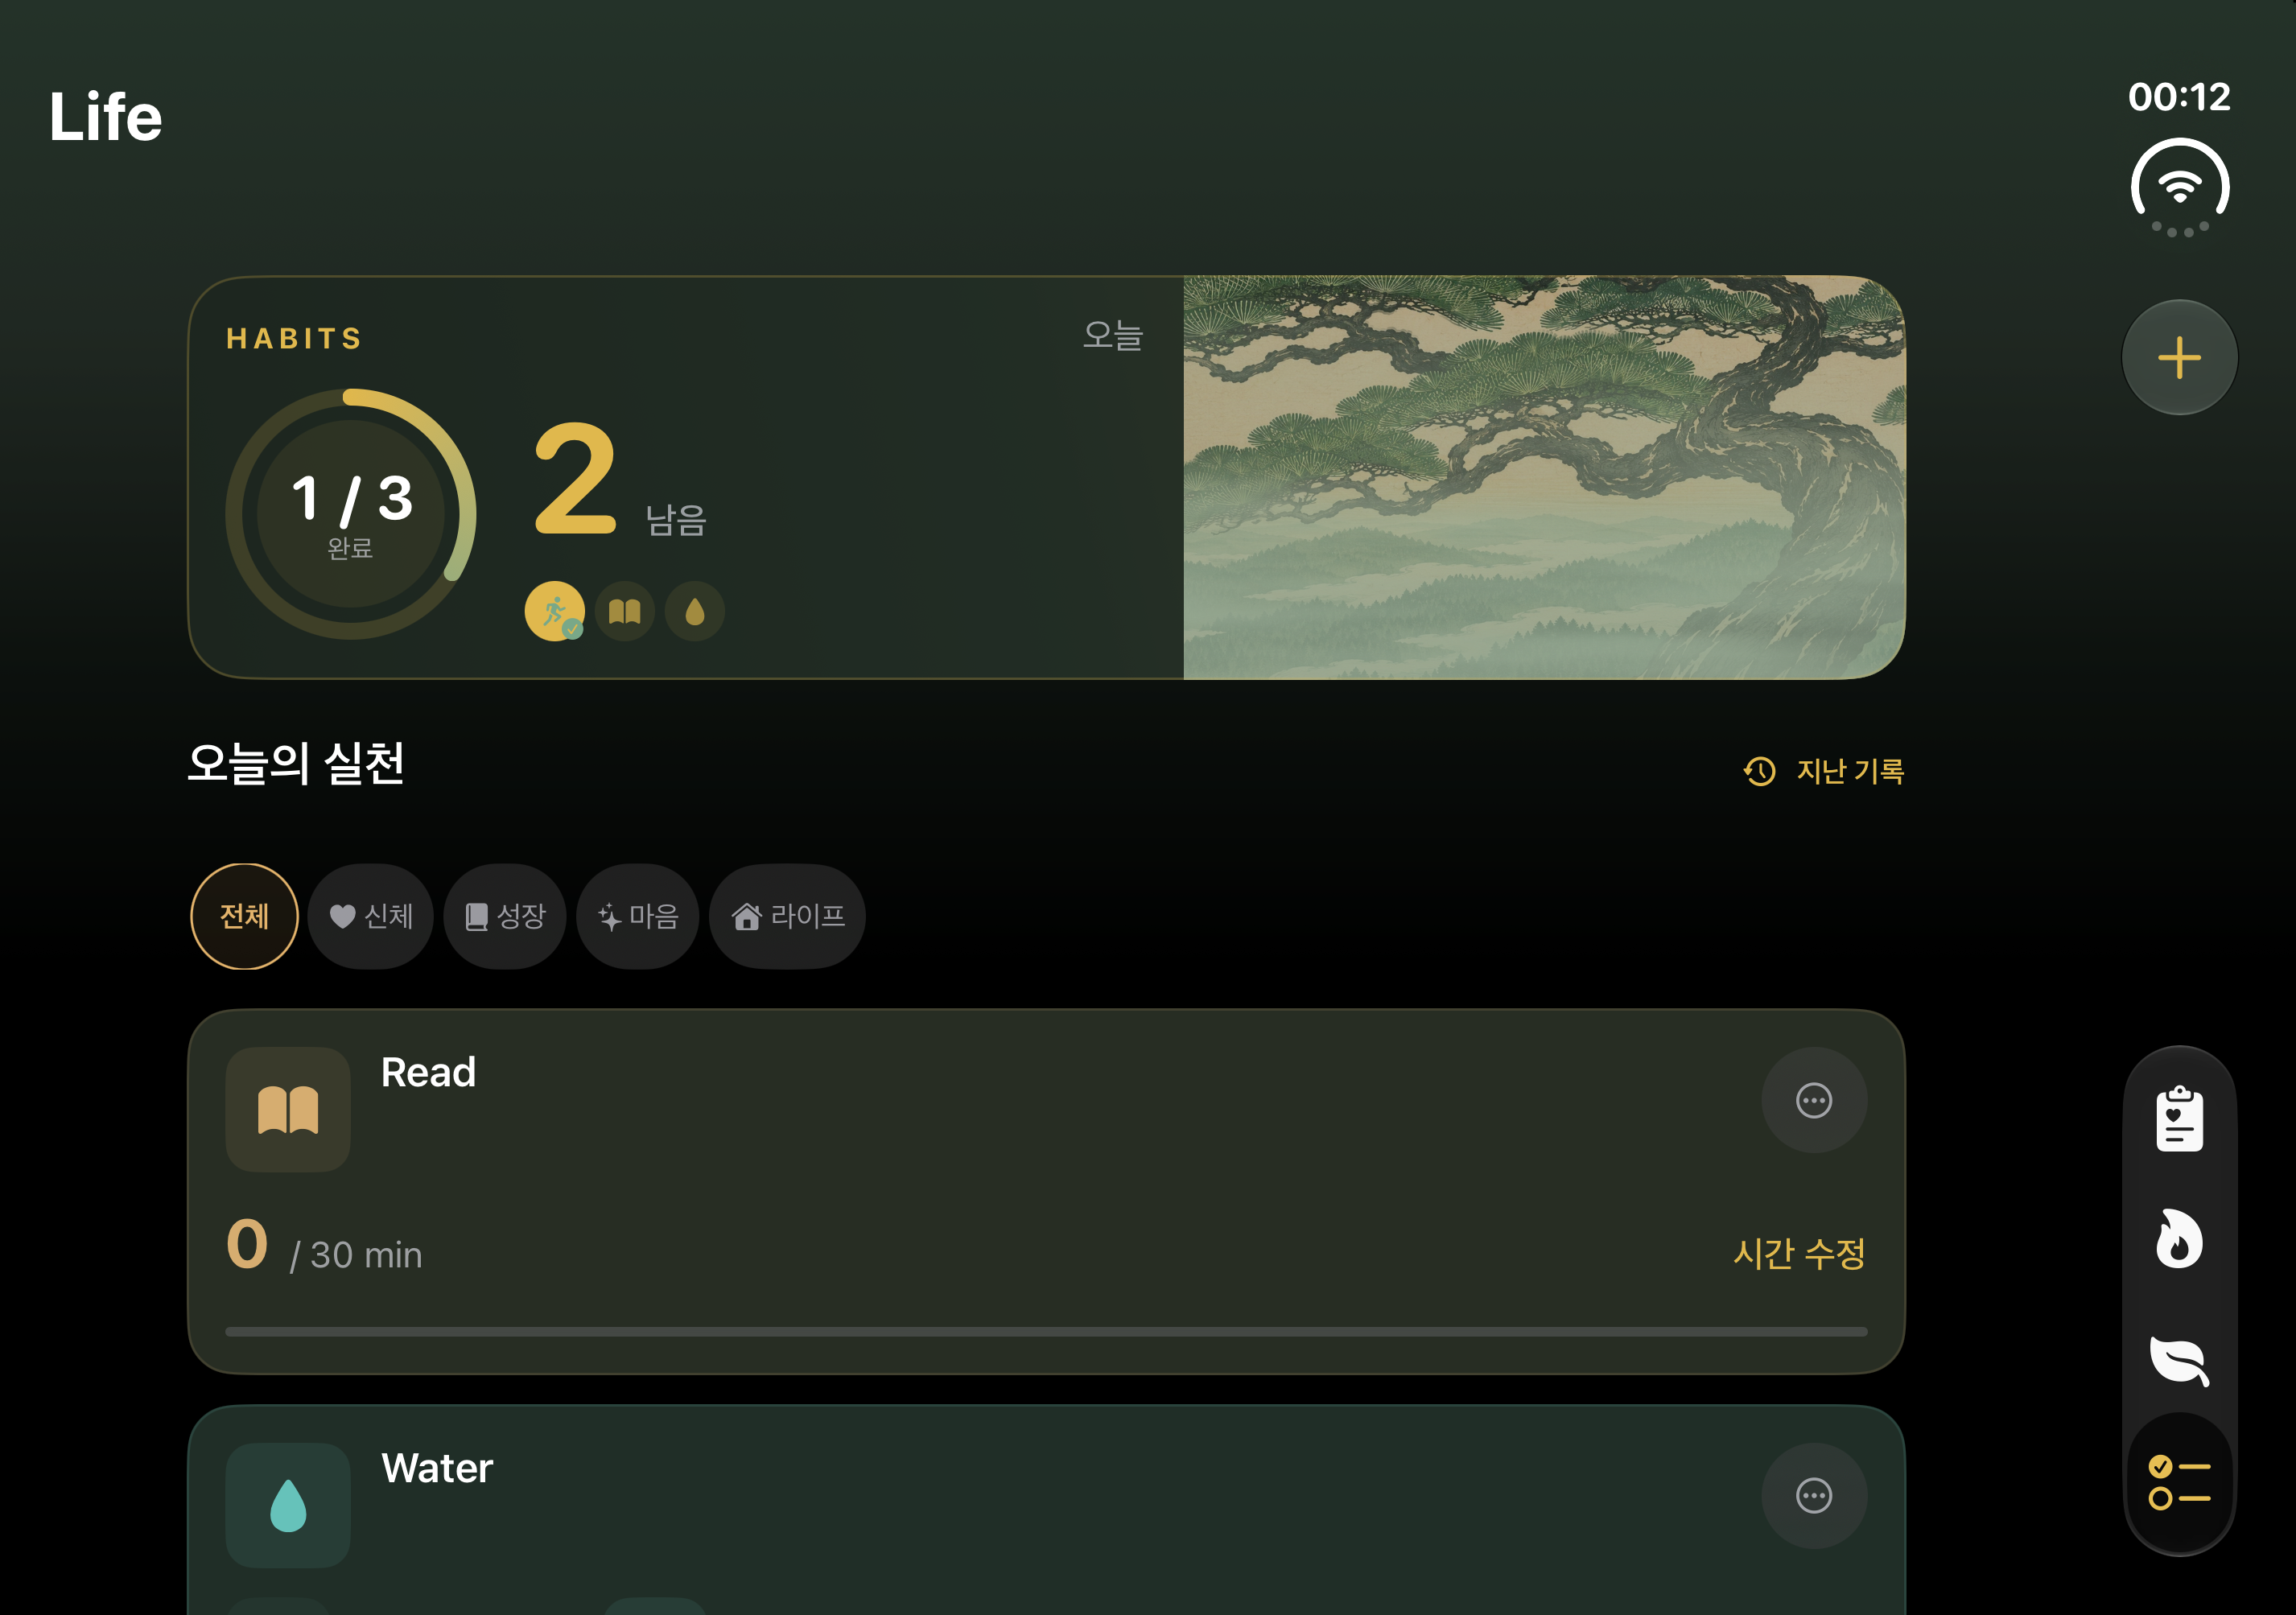 Life
00:12
HABITS
오늘
1 / 3
완료
2 남음
오늘의 실천
지난 기록
전체
신체
성장
마음
라이프
Read
0 / 30 min
시간 수정
Water